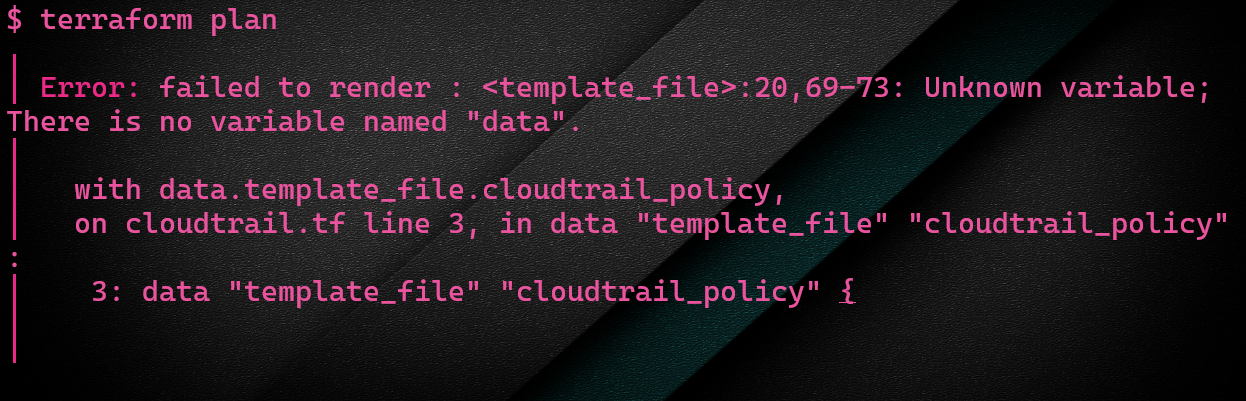 $ terraform plan
Error: failed to render : <template_file>:20,69-73: Unknown variable;
There is no variable named "data".
with data.template_file.cloudtrail_policy,
on cloudtrail.tf line 3, in data "template_file" "cloudtrail_policy"
:
3: data "template_file" "cloudtrail_policy" {